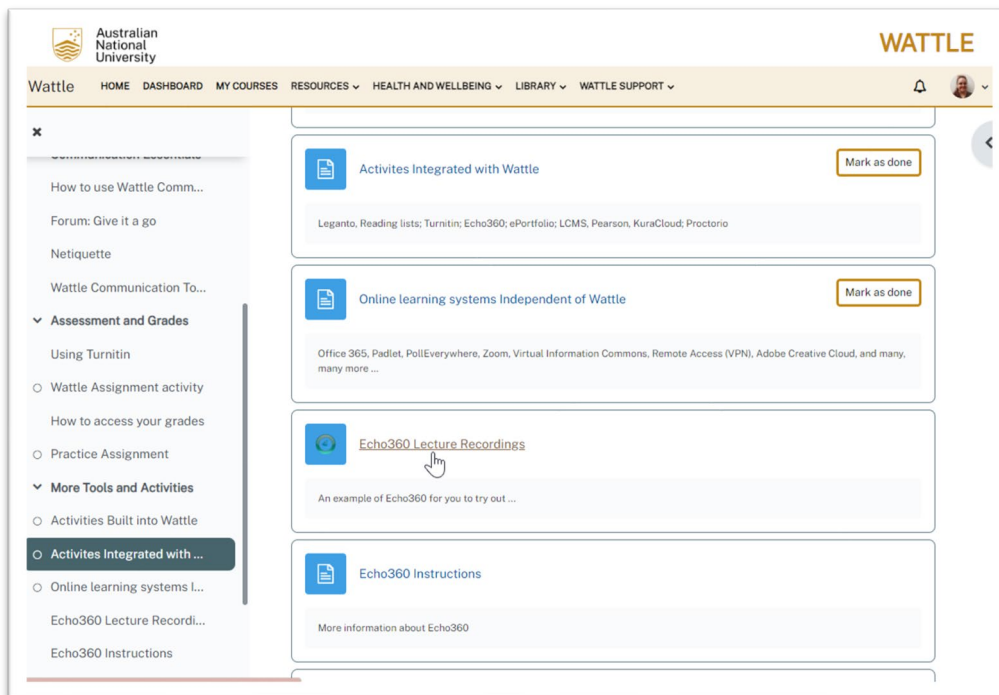 Australian
National
University
WATTLE
Wattle HOME DASHBOARD MY COURSES RESOURCES HEALTH AND WELLBEING LIBRARY WATTLE SUPPORT
Communication Essentials
How to use Wattle Comm...
Forum: Give it a go
Netiquette
Wattle Communication To...
Assessment and Grades
Using Turnitin
Wattle Assignment activity
How to access your grades
Practice Assignment
More Tools and Activities
Activities Built into Wattle
Activites Integrated with ...
Online learning systems I...
Echo360 Lecture Recordi...
Echo360 Instructions
Activites Integrated with Wattle
Mark as done
Leganto, Reading lists; Turnitin; Echo360; ePortfolio; LCMS, Pearson, KuraCloud; Proctorio
Online learning systems Independent of Wattle
Mark as done
Office 365, Padlet, PollEverywhere, Zoom, Virtual Information Commons, Remote Access (VPN), Adobe Creative Cloud, and many,
many more ...
Echo360 Lecture Recordings
An example of Echo360 for you to try out ...
Echo360 Instructions
More information about Echo360